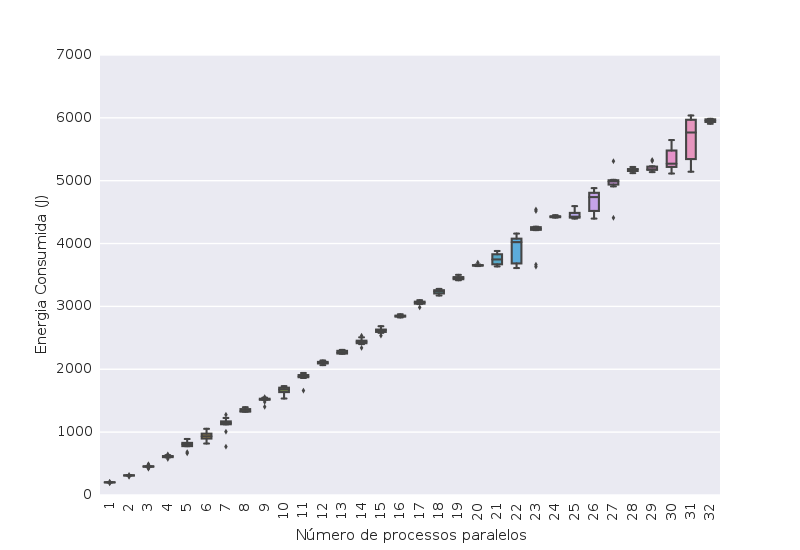 7000
6000
5000
4000
3000
2000
1000
0
Energia Consumida (J)
1 2 3 4 5 6 7 8 9 10 11 12 13 14 15 16 17 18 19 20 21 22 23 24 25 26 27 28 29 30 31 32
Número de processos paralelos